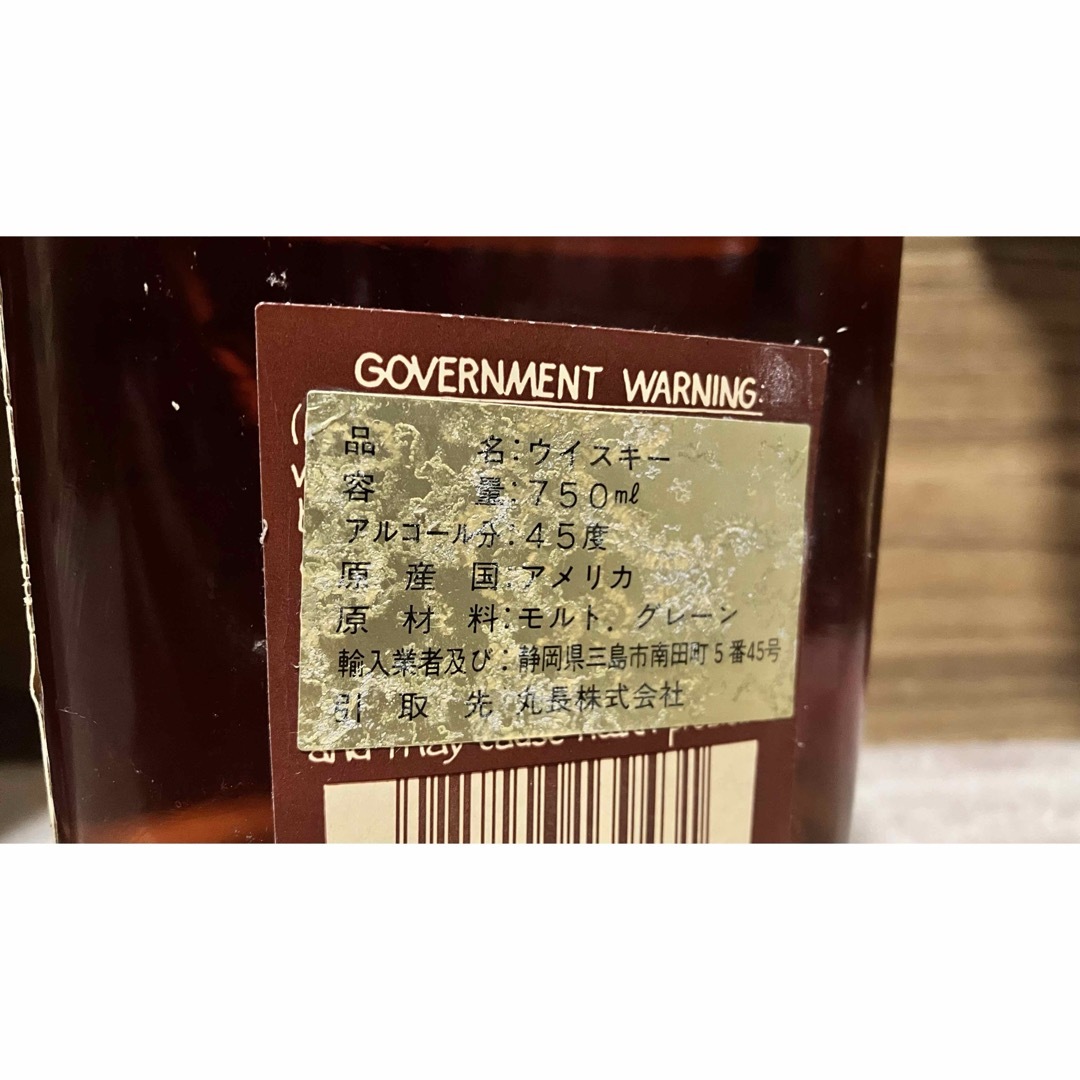 GOVERNMENT WARNING:
(
品 名:ウイスキー
容 量:750ml
アルコール分:45度
原 産 国:アメリカ
原 材 料:モルト.グレーン
輸入業者及び:静岡県三島市南田町5番45号
引 取 先 丸長株式会社
and may cause